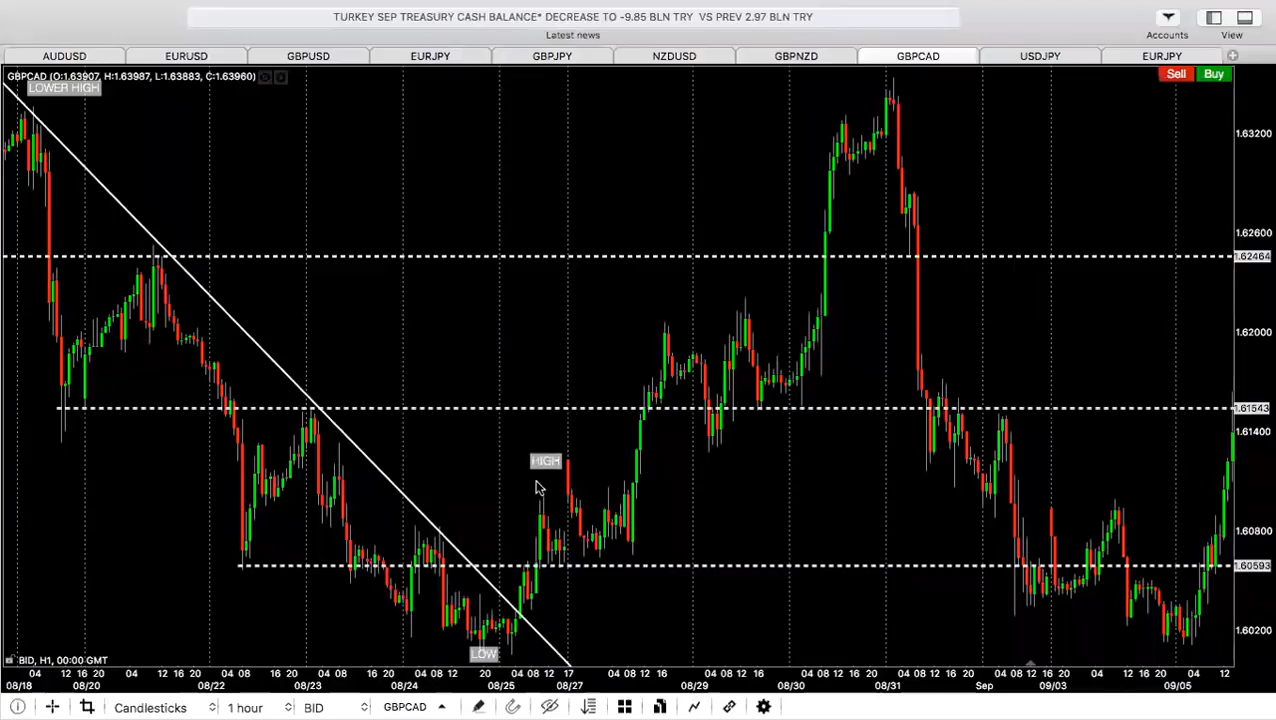 TURKEY SEP TREASURY CASH BALANCE* DECREASE TO -9.85 BLN TRY VS PREV 2.97 BLN TRY
Latest news
Accounts
View
AUDUSD EURUSD GBPUSD EURJPY GBPJPY NZDUSD GBPNZD GBPCAD USDJPY EURJPY
GBPCAD (O:1.63907, H:1.63987, L:1.63883, C:1.63960)
Sell Buy
LOWER HIGH
1.63200
1.62600
1.62464
1.62000
1.61543
1.61400
HIGH
1.60800
1.60593
1.60200
LOW
BID, H1, 00:00 GMT
04 12 16 04 12 16 04 08 16 20 04 08 16 20 04 08 12 20 04 08 12 17 04 08 12 16 04 08 12 16 04 08 12 16 04 08 12 16 20 04 08 12 16 04 12 16 20 04 12
08/18 08/20 08/22 08/23 08/24 08/25 08/27 08/29 08/30 08/31 Sep 09/03 09/05
Candlesticks 1 hour BID GBPCAD